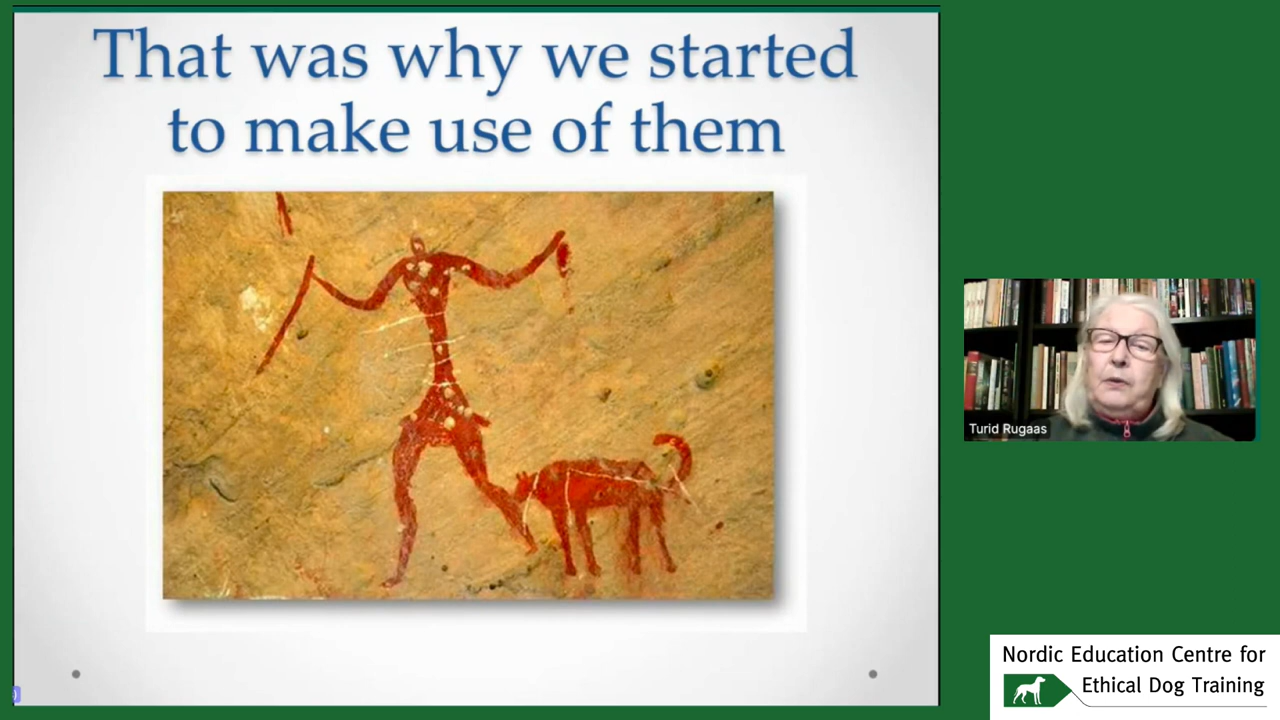 That was why we started
to make use of them
Turid Rugaas
Nordic Education Centre for
Ethical Dog Training